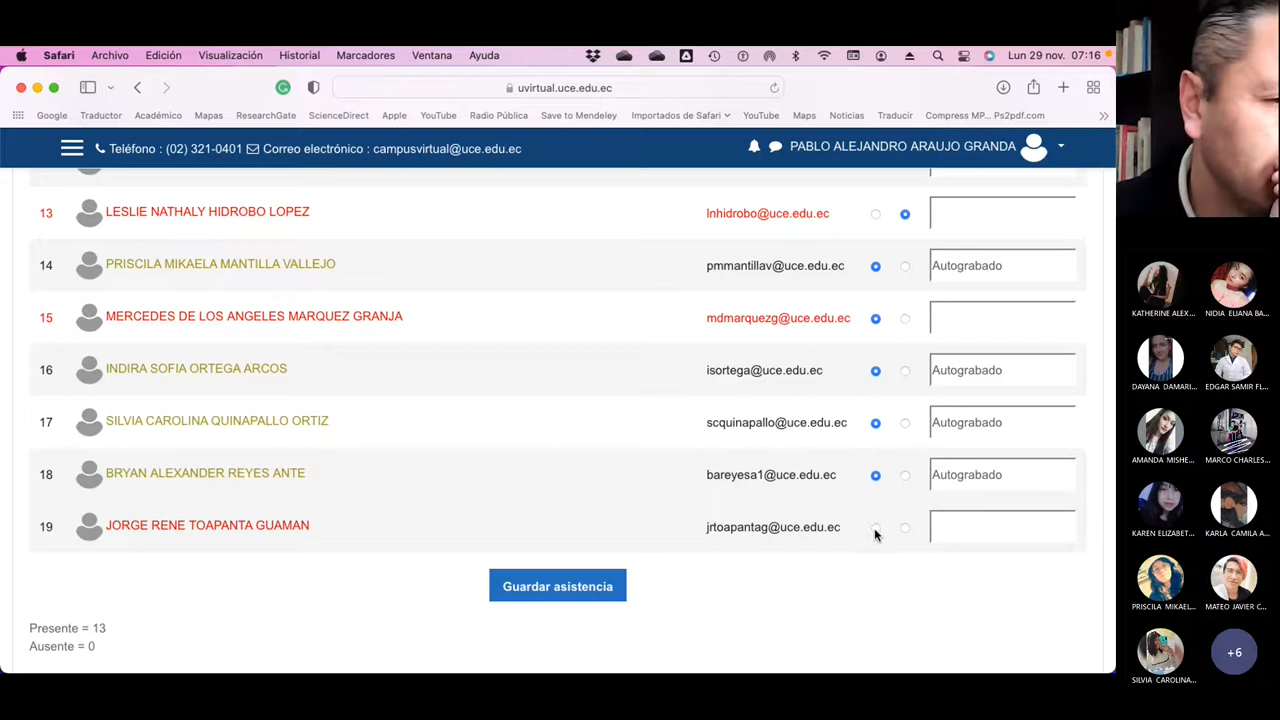 Safari Archivo Edición Visualización Historial Marcadores Ventana Ayuda Lun 29 nov. 07:16
uvirtual.uce.edu.ec
Google Traductor Académico Mapas ResearchGate ScienceDirect Apple YouTube Radio Pública Save to Mendeley Importados de Safari YouTube Maps Noticias Traducir Compress MP... Ps2pdf.com
Teléfono : (02) 321-0401 Correo electrónico : campusvirtual@uce.edu.ec PABLO ALEJANDRO ARAUJO GRANDA
13 LESLIE NATHALY HIDROBO LOPEZ lnhidrobo@uce.edu.ec
14 PRISCILA MIKAELA MANTILLA VALLEJO pmmantillav@uce.edu.ec Autograbado
15 MERCEDES DE LOS ANGELES MARQUEZ GRANJA mdmarquezg@uce.edu.ec
16 INDIRA SOFIA ORTEGA ARCOS isortega@uce.edu.ec Autograbado
17 SILVIA CAROLINA QUINAPALLO ORTIZ scquinapallo@uce.edu.ec Autograbado
18 BRYAN ALEXANDER REYES ANTE bareyesa1@uce.edu.ec Autograbado
19 JORGE RENE TOAPANTA GUAMAN jrtoapantag@uce.edu.ec
Guardar asistencia
Presente = 13
Ausente = 0
KATHERINE ALEX... NIDIA ELIANA BA...
DAYANA DAMARI... EDGAR SAMIR FL...
AMANDA MISHE... MARCO CHARLES...
KAREN ELIZABET... KARLA CAMILA A...
PRISCILA MIKAEL... MATEO JAVIER C...
SILVIA CAROLINA... +6